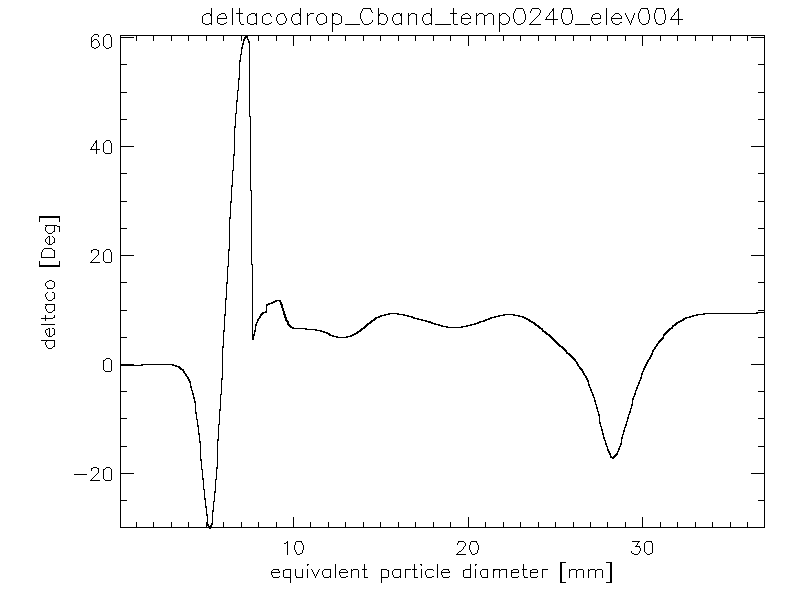 deltacodrop_Cband_temp0240_elev004
60
40
20
0
-20
deltaco [Deg]
10 20 30
equivalent particle diameter [mm]